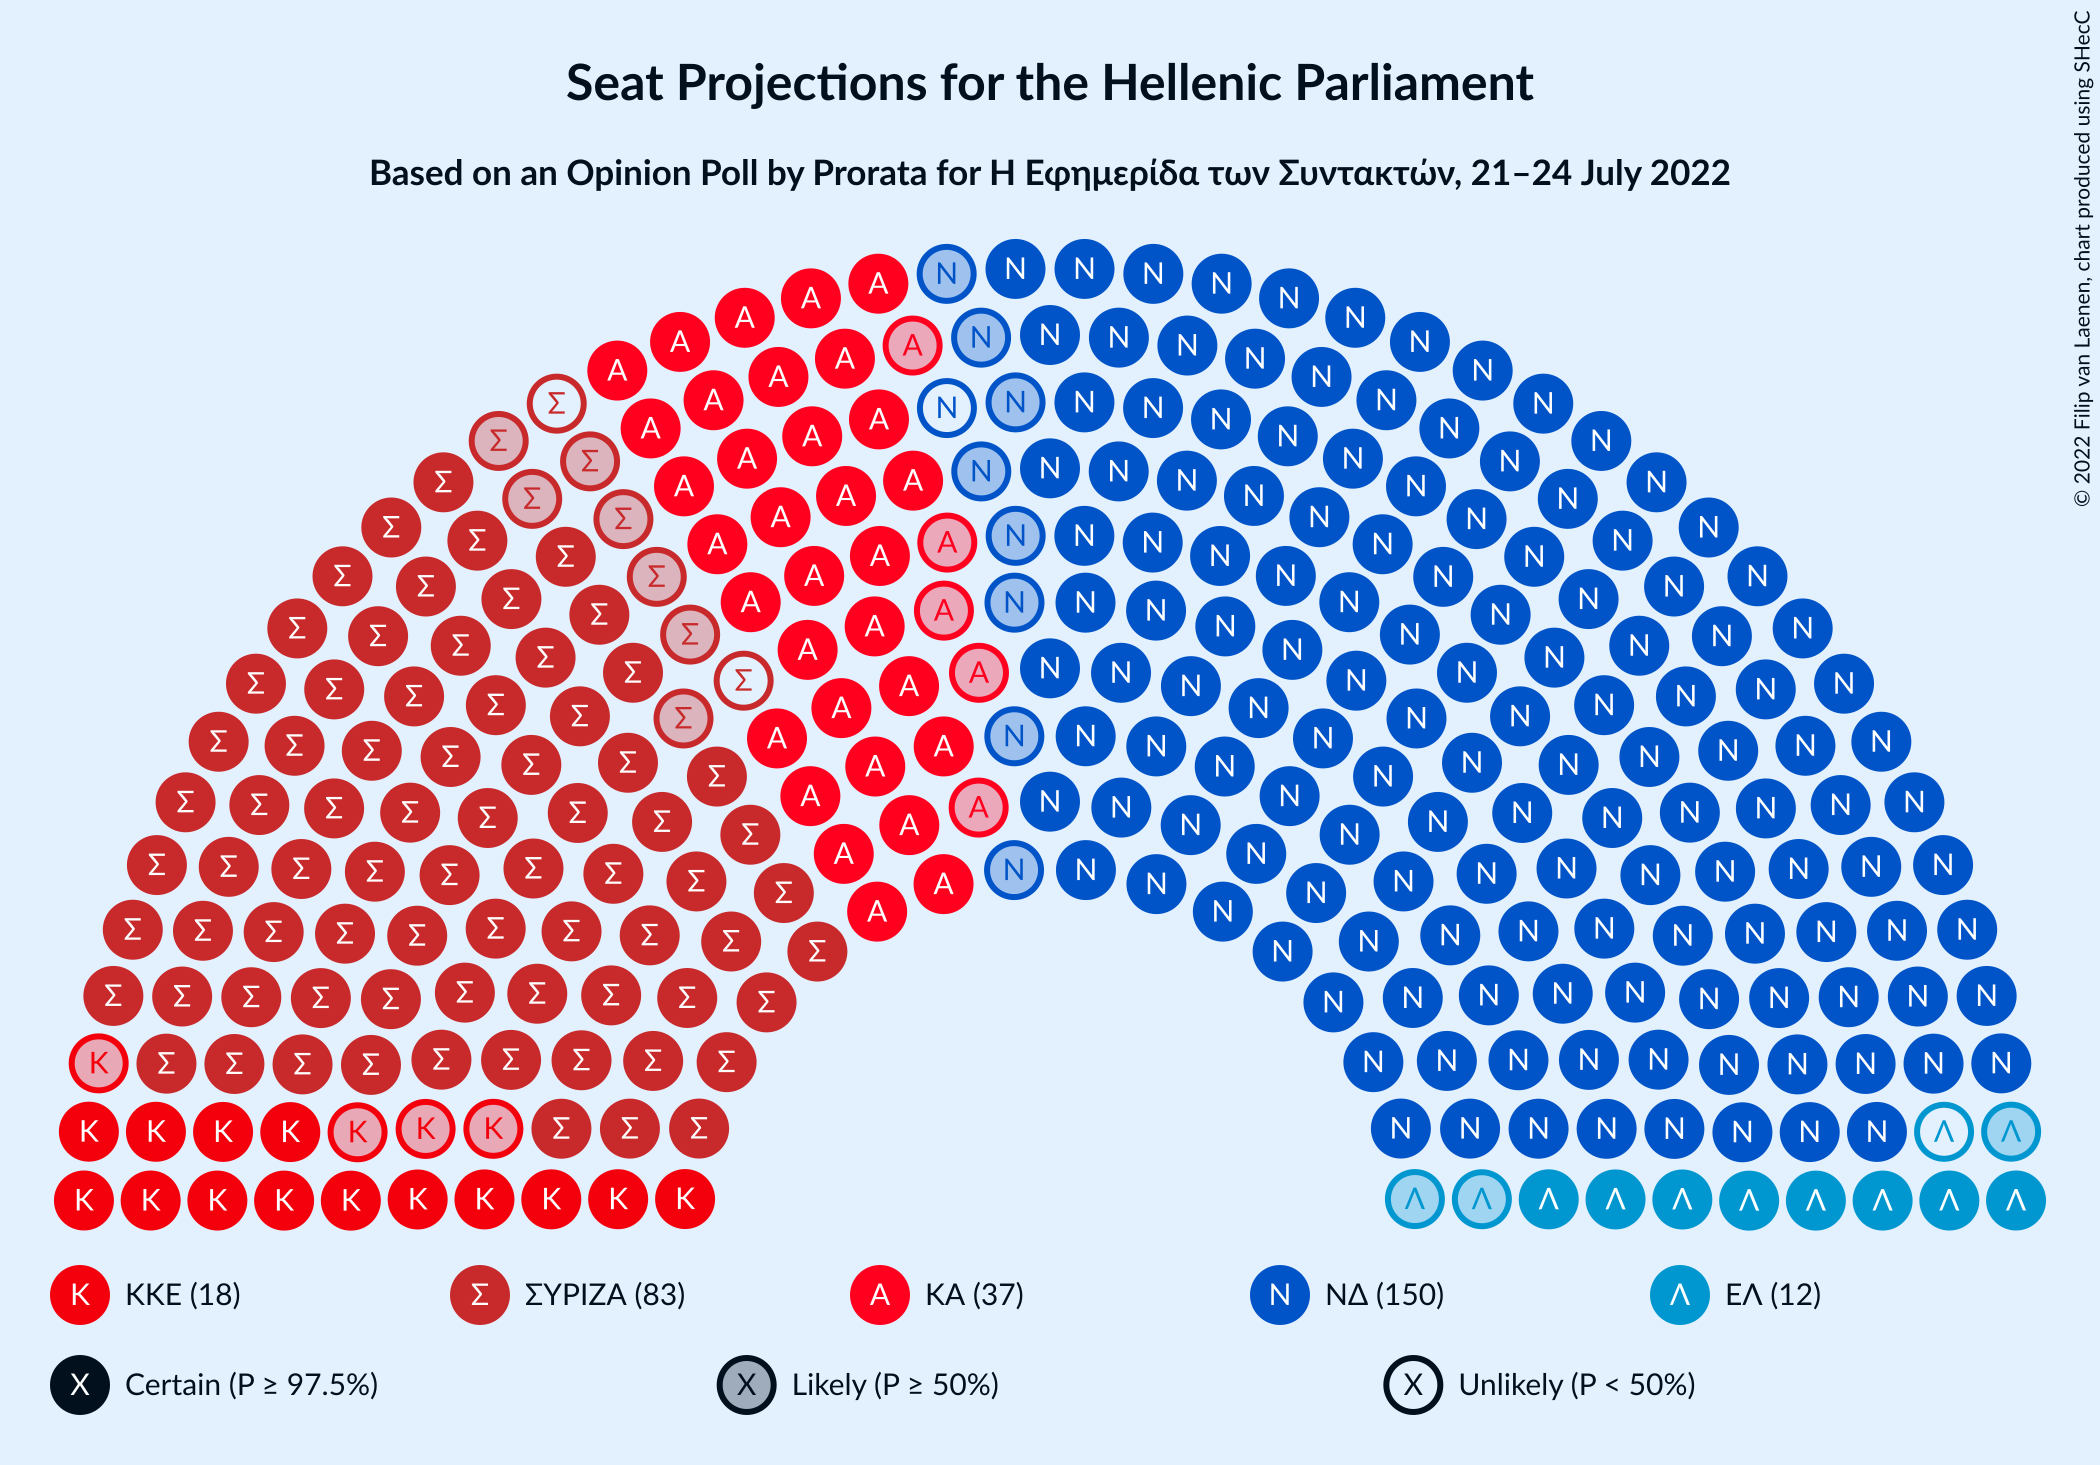 Seat Projections for the Hellenic Parliament
Based on an Opinion Poll by Prorata for Η Εφημερίδα των Συντακτών, 21–24 July 2022
© 2022 Filip van Laenen, chart produced using SHecC
Κ ΚΚΕ (18) Σ ΣΥΡΙΖΑ (83) Α ΚΑ (37) Ν ΝΔ (150) Λ ΕΛ (12)
X Certain (P ≥ 97.5%) X Likely (P ≥ 50%) X Unlikely (P < 50%)